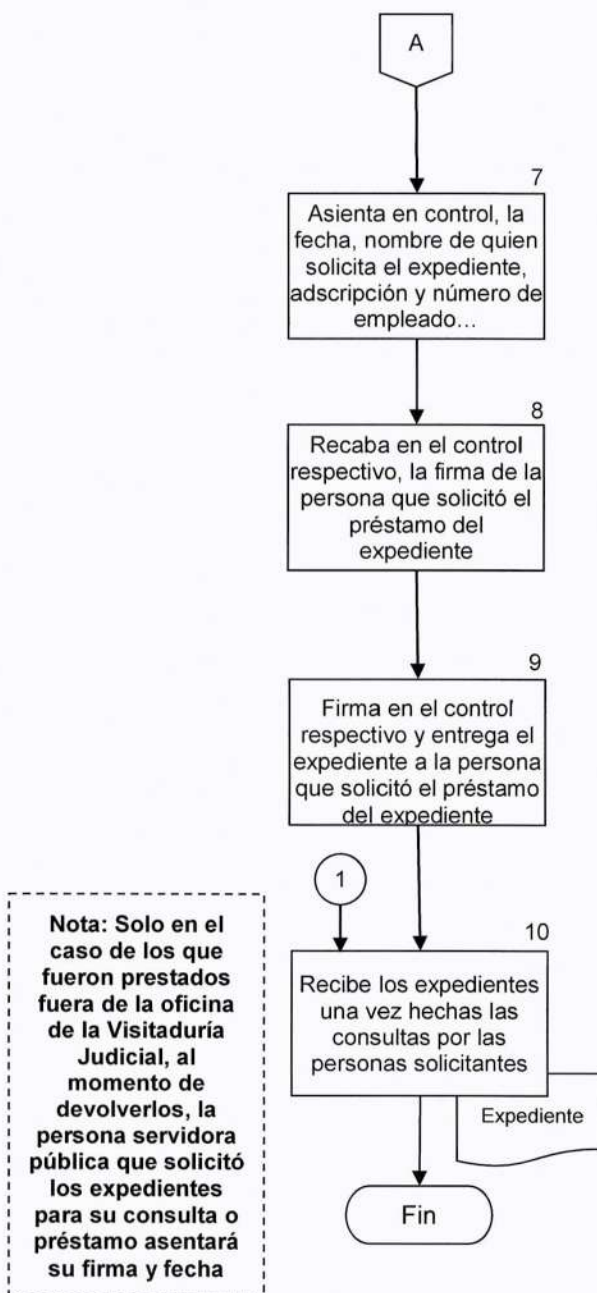 A
7
Asienta en control, la
fecha, nombre de quien
solicita el expediente,
adscripción y número de
empleado...
8
Recaba en el control
respectivo, la firma de la
persona que solicitó el
préstamo del
expediente
9
Firma en el control
respectivo y entrega el
expediente a la persona
que solicitó el préstamo
del expediente
1
10
Recibe los expedientes
una vez hechas las
consultas por las
personas solicitantes
Expediente
Fin
Nota: Solo en el
caso de los que
fueron prestados
fuera de la oficina
de la Visitaduría
Judicial, al
momento de
devolverlos, la
persona servidora
pública que solicitó
los expedientes
para su consulta o
préstamo asentará
su firma y fecha